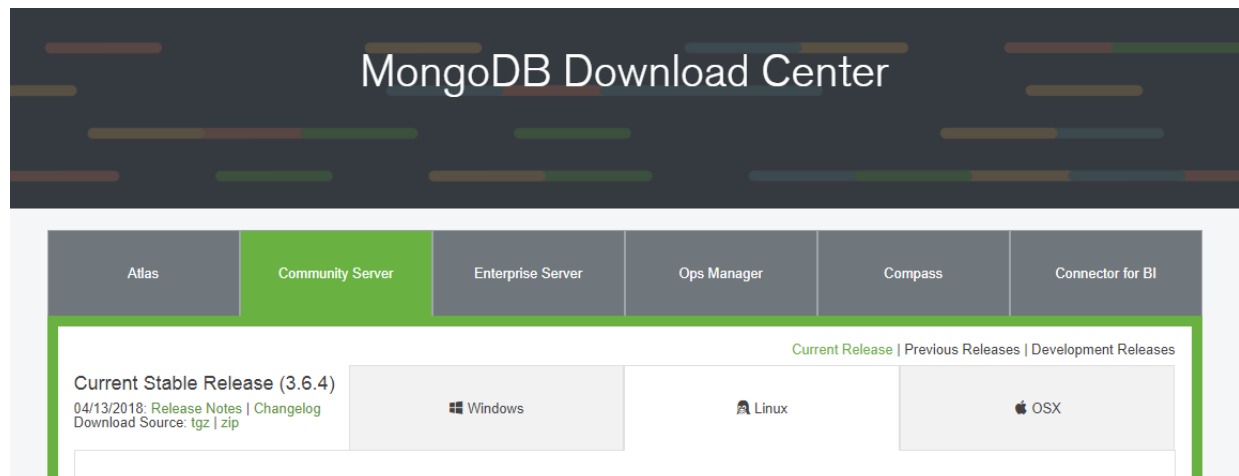 MongoDB Download Center
Atlas
Community Server
Enterprise Server
Ops Manager
Compass
Connector for BI
Current Release | Previous Releases | Development Releases
Current Stable Release (3.6.4)
04/13/2018: Release Notes | Changelog
Download Source: tgz | zip
Windows
Linux
OSX